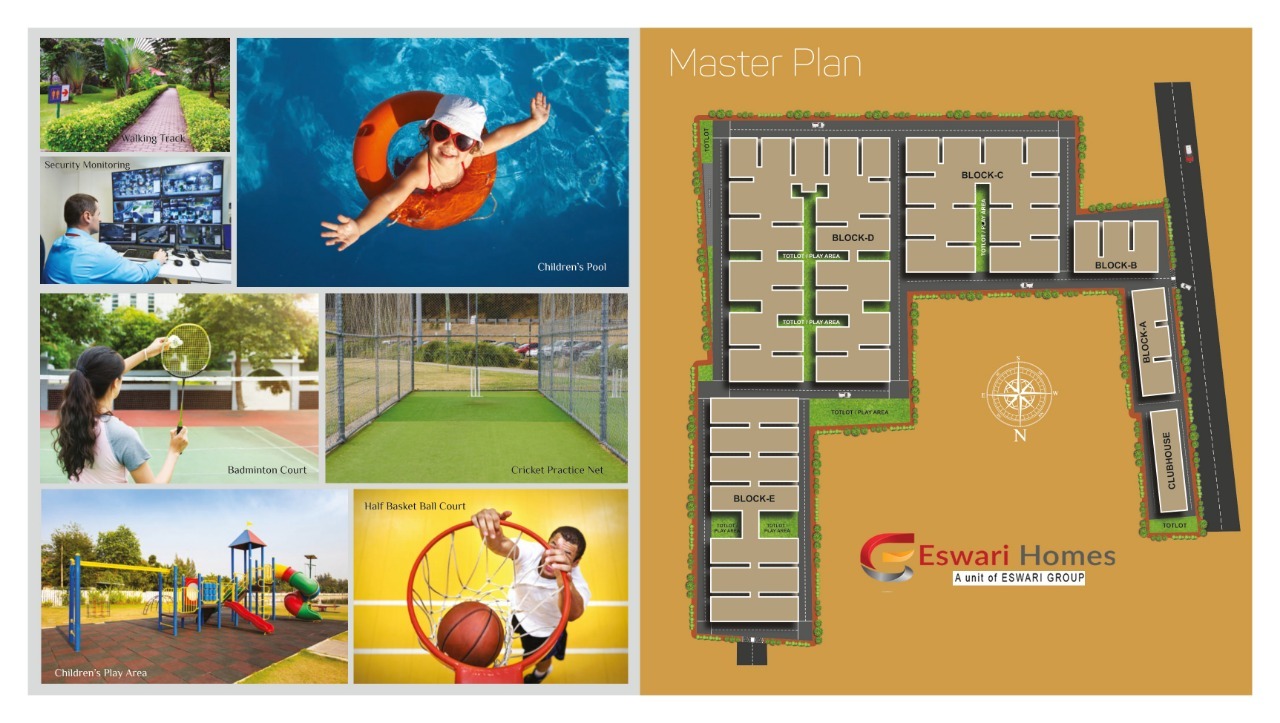 Walking Track
Security Monitoring
Children's Pool
Badminton Court
Cricket Practice Net
Children's Play Area
Half Basket Ball Court
Master Plan
TOTLOT
BLOCK-C
TOTLOT / PLAY AREA
BLOCK-D
TOTLOT / PLAY AREA
BLOCK-B
TOTLOT / PLAY AREA
BLOCK-A
S
E
W
N
TOTLOT / PLAY AREA
CLUBHOUSE
BLOCK-E
TOTLOT /
PLAY AREA
TOTLOT /
PLAY AREA
TOTLOT
Eswari Homes
A unit of ESWARI GROUP